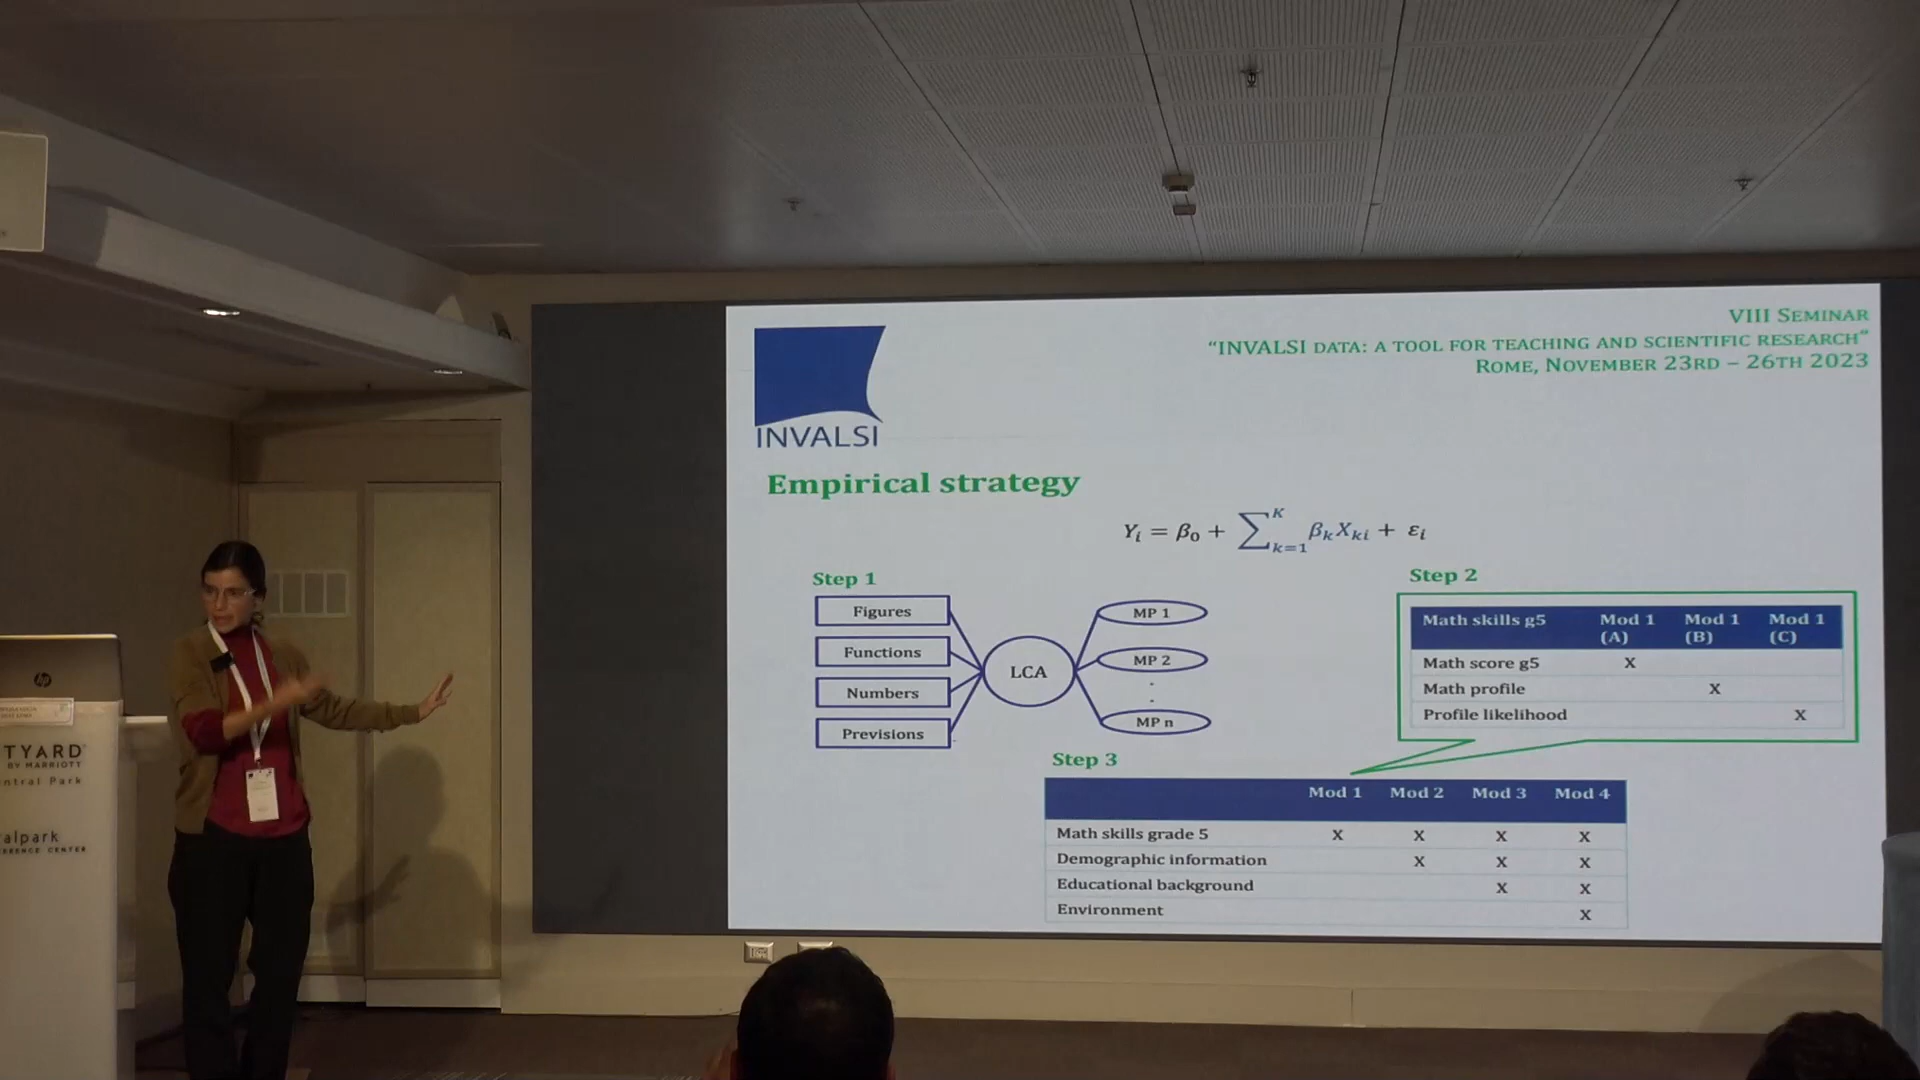 VIII SEMINAR
“INVALSI DATA: A TOOL FOR TEACHING AND SCIENTIFIC RESEARCH”
ROME, NOVEMBER 23RD – 26TH 2023
INVALSI
Empirical strategy
Yᵢ = β₀ + ∑ᴷₖ₌₁ βₖXₖᵢ + εᵢ
Step 1
Figures
Functions
Numbers
Previsions
LCA
MP 1
MP 2
.
.
MP n
Step 2
Math skills g5 Mod 1 (A) Mod 1 (B) Mod 1 (C)
Math score g5 X
Math profile X
Profile likelihood X
Step 3
Mod 1 Mod 2 Mod 3 Mod 4
Math skills grade 5 X X X X
Demographic information X X X
Educational background X X
Environment X
hp
TYARD
BY MARRIOTT
ntral Park
alpark
ERENCE CENTER